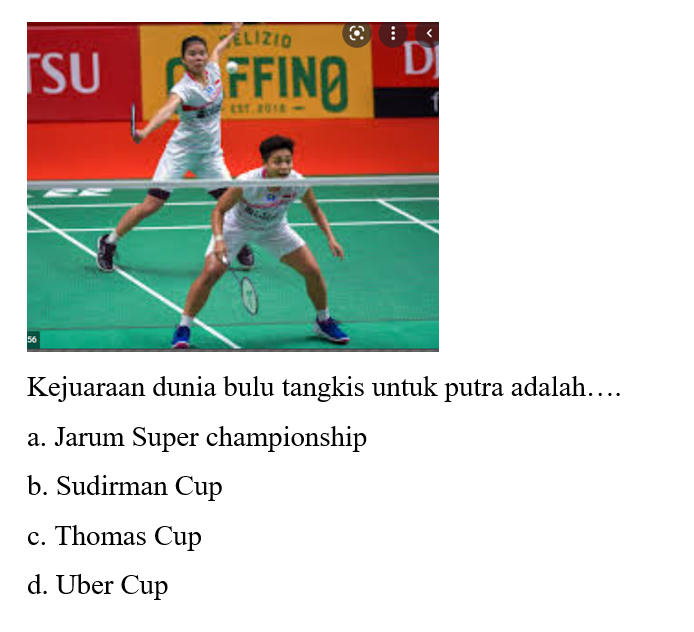 TSU
ELIZIO
FFINO
EST. 2018
56
Kejuaraan dunia bulu tangkis untuk putra adalah….
a. Jarum Super championship
b. Sudirman Cup
c. Thomas Cup
d. Uber Cup